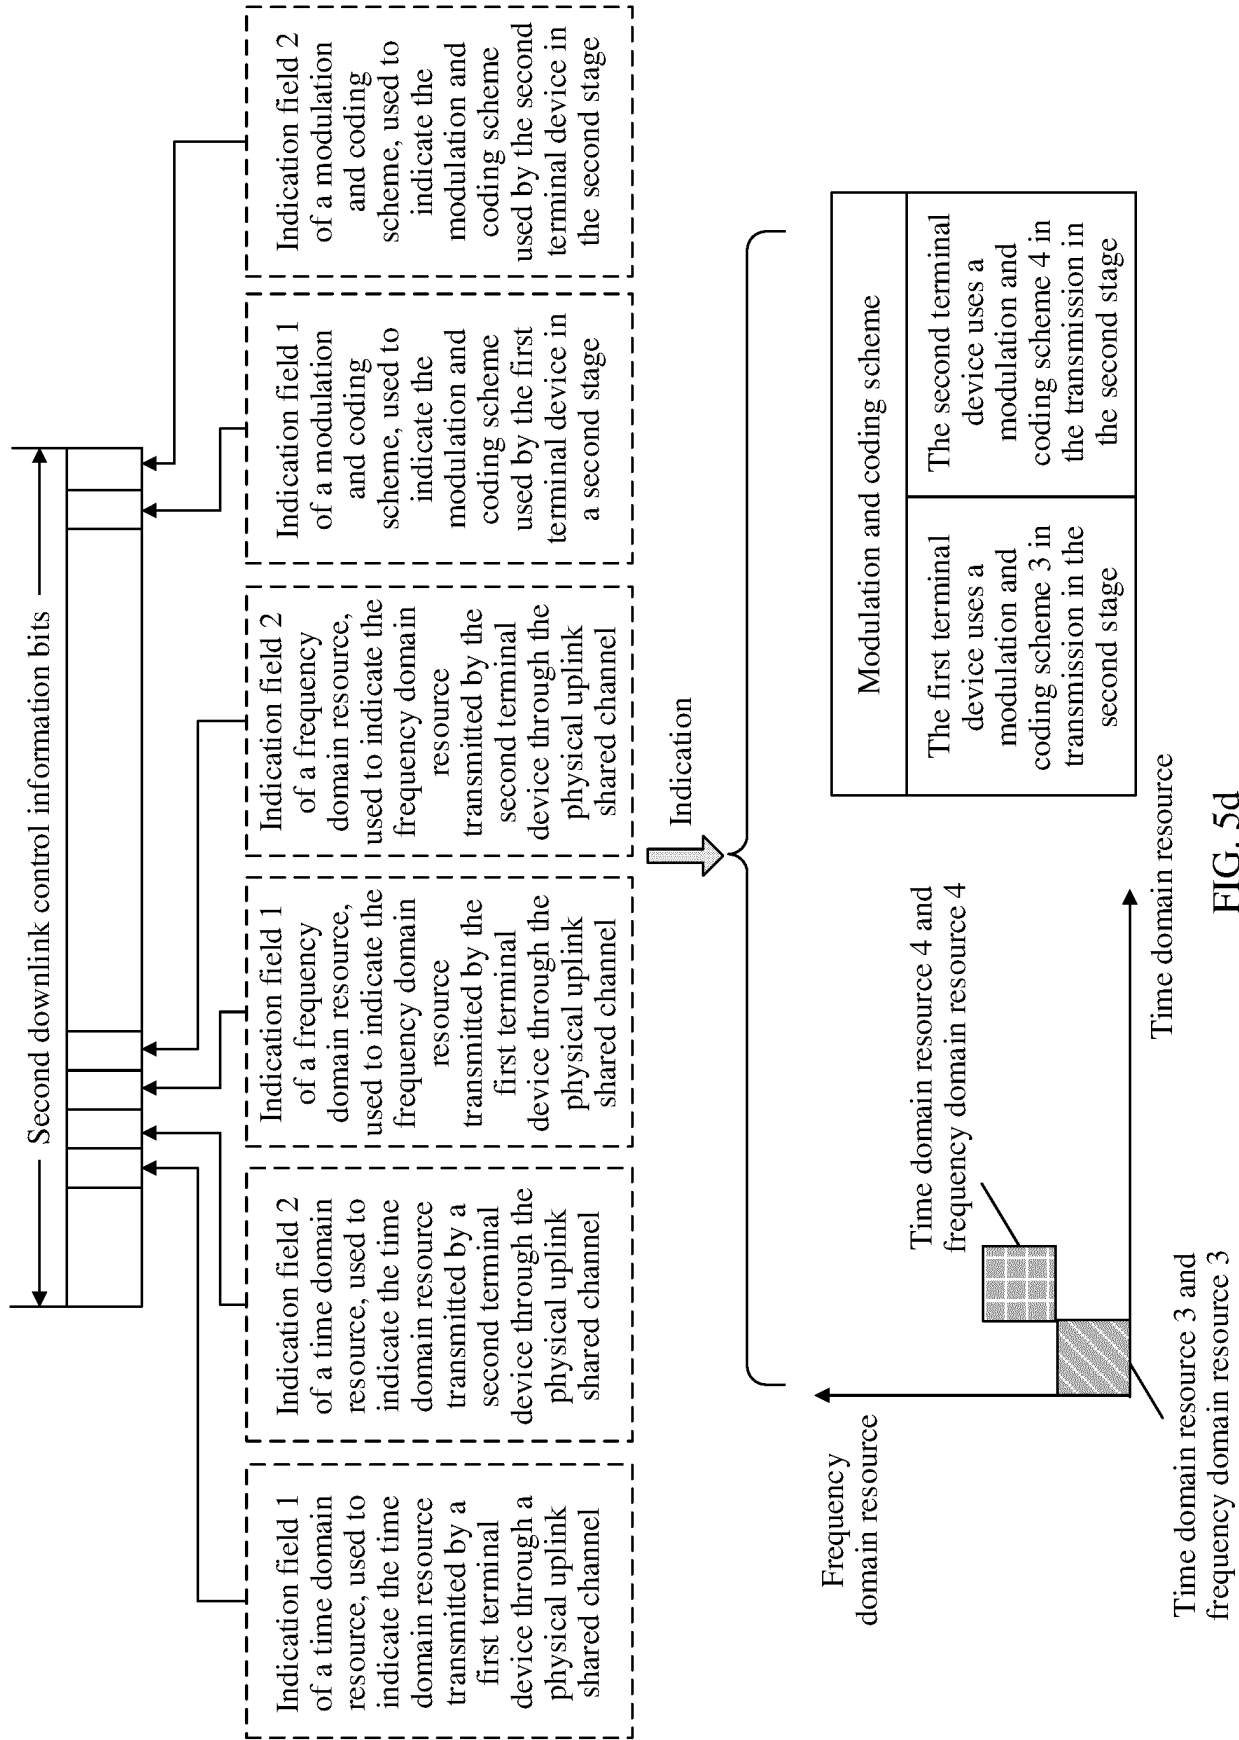 Second downlink control information bits
Indication field 1
of a time domain
resource, used to
indicate the time
domain resource
transmitted by a
first terminal
device through a
physical uplink
shared channel
Indication field 2
of a time domain
resource, used to
indicate the time
domain resource
transmitted by a
second terminal
device through the
physical uplink
shared channel
Indication field 1
of a frequency
domain resource,
used to indicate the
frequency domain
resource
transmitted by the
first terminal
device through the
physical uplink
shared channel
Indication field 2
of a frequency
domain resource,
used to indicate the
frequency domain
resource
transmitted by the
second terminal
device through the
physical uplink
shared channel
Indication field 1
of a modulation
and coding
scheme, used to
indicate the
modulation and
coding scheme
used by the first
terminal device in
a second stage
Indication field 2
of a modulation
and coding
scheme, used to
indicate the
modulation and
coding scheme
used by the second
terminal device in
the second stage
Indication
Frequency
domain resource
Time domain resource 4 and
frequency domain resource 4
Time domain resource 3 and
frequency domain resource 3
Time domain resource
Modulation and coding scheme
The first terminal
device uses a
modulation and
coding scheme 3 in
transmission in the
second stage
The second terminal
device uses a
modulation and
coding scheme 4 in
the transmission in
the second stage
FIG. 5d